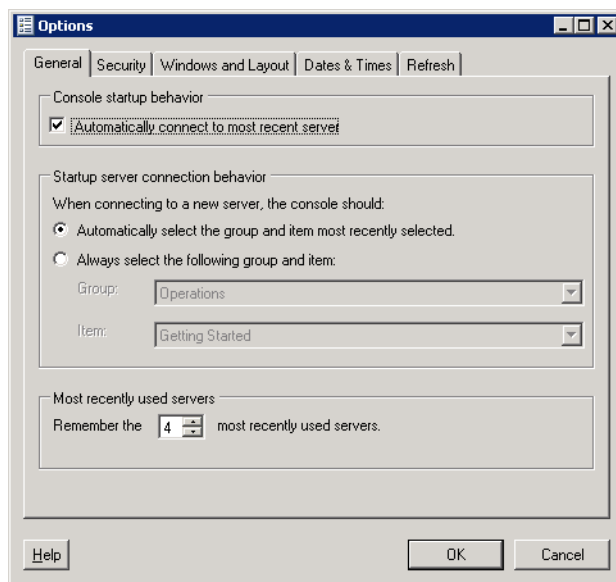 Options
General Security Windows and Layout Dates & Times Refresh
Console startup behavior
Automatically connect to most recent server
Startup server connection behavior
When connecting to a new server, the console should:
Automatically select the group and item most recently selected.
Always select the following group and item:
Group: Operations
Item: Getting Started
Most recently used servers
Remember the 4 most recently used servers.
Help OK Cancel